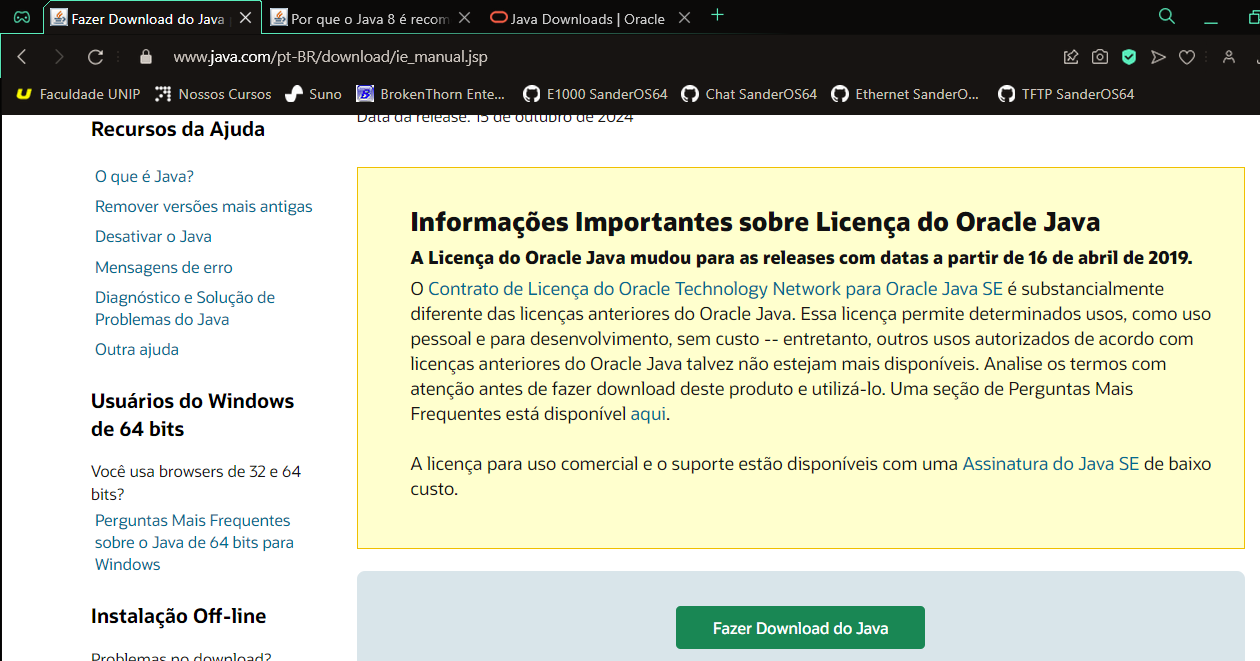 Fazer Download do Java
Por que o Java 8 é recom
Java Downloads | Oracle
www.java.com/pt-BR/download/ie_manual.jsp
Faculdade UNIP
Nossos Cursos
Suno
BrokenThorn Ente...
E1000 SanderOS64
Chat SanderOS64
Ethernet SanderO...
TFTP SanderOS64
Recursos da Ajuda
O que é Java?
Remover versões mais antigas
Desativar o Java
Mensagens de erro
Diagnóstico e Solução de
Problemas do Java
Outra ajuda
Usuários do Windows
de 64 bits
Você usa browsers de 32 e 64
bits?
Perguntas Mais Frequentes
sobre o Java de 64 bits para
Windows
Instalação Off-line
Problemas no download?
Data da release: 15 de outubro de 2024
Informações Importantes sobre Licença do Oracle Java
A Licença do Oracle Java mudou para as releases com datas a partir de 16 de abril de 2019.
O Contrato de Licença do Oracle Technology Network para Oracle Java SE é substancialmente
diferente das licenças anteriores do Oracle Java. Essa licença permite determinados usos, como uso
pessoal e para desenvolvimento, sem custo -- entretanto, outros usos autorizados de acordo com
licenças anteriores do Oracle Java talvez não estejam mais disponíveis. Analise os termos com
atenção antes de fazer download deste produto e utilizá-lo. Uma seção de Perguntas Mais
Frequentes está disponível aqui.
A licença para uso comercial e o suporte estão disponíveis com uma Assinatura do Java SE de baixo
custo.
Fazer Download do Java